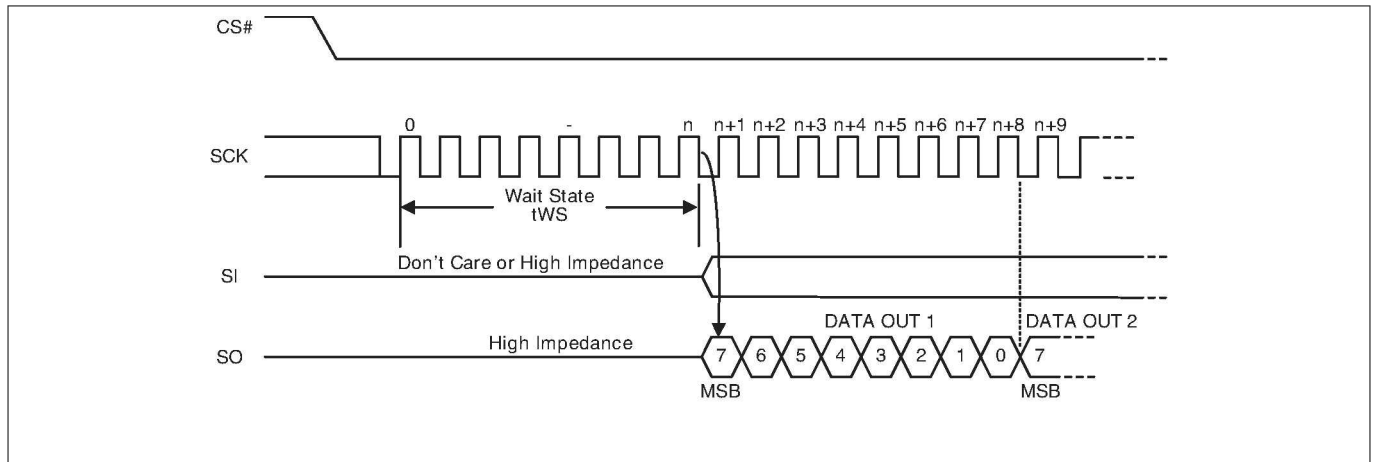 CS#
0 - n n+1 n+2 n+3 n+4 n+5 n+6 n+7 n+8 n+9
SCK
Wait State
tWS
Don't Care or High Impedance
SI
DATA OUT 1 DATA OUT 2
High Impedance
SO 7 6 5 4 3 2 1 0 7
MSB MSB